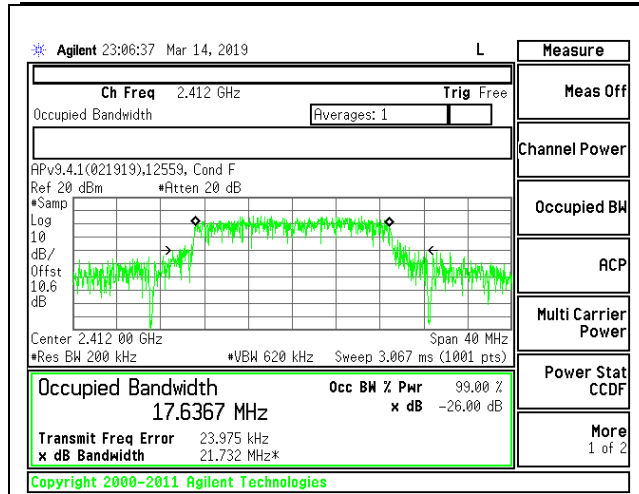 Agilent 23:06:37 Mar 14, 2019 L
Measure
Ch Freq 2.412 GHz Trig Free
Occupied Bandwidth Averages: 1
APv9.4.1(021919),12559, Cond F
Ref 20 dBm #Atten 20 dB
#Samp
Log
10
dB/
Offst
10.6
dB
Center 2.412 00 GHz Span 40 MHz
#Res BW 200 kHz #VBW 620 kHz Sweep 3.067 ms (1001 pts)
Occupied Bandwidth Occ BW % Pwr 99.00 %
17.6367 MHz x dB -26.00 dB
Transmit Freq Error 23.975 kHz
x dB Bandwidth 21.732 MHz*
Copyright 2000-2011 Agilent Technologies
Meas Off
Channel Power
Occupied BW
ACP
Multi Carrier
Power
Power Stat
CCDF
More
1 of 2